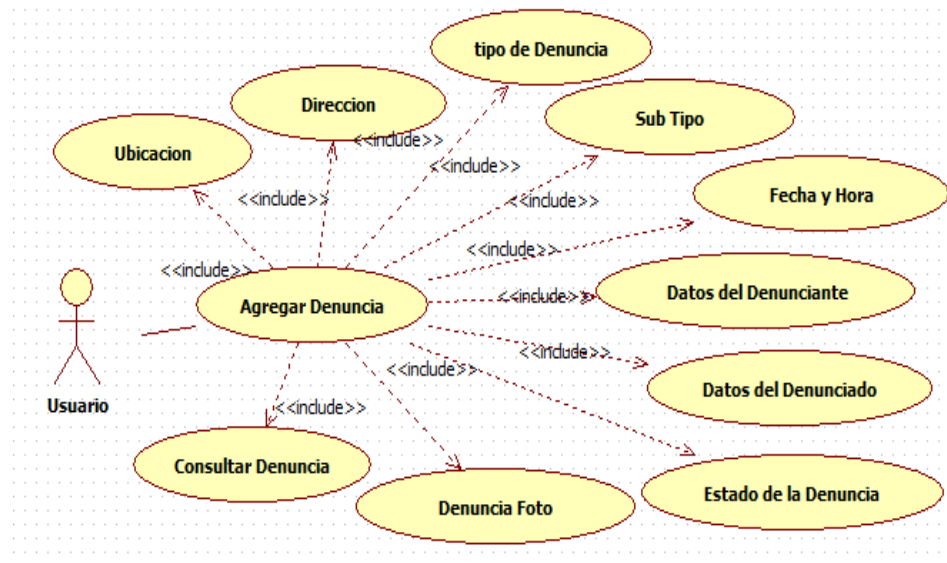 tipo de Denuncia
Direccion
Sub Tipo
<<include>>
Ubicacion
<<include>>
Fecha y Hora
<<include>>
<<include>>
<<include>>
<<include>>
Agregar Denuncia
<<include>>
Datos del Denunciante
<<include>>
<<include>>
Datos del Denunciado
Usuario
<<include>>
Consultar Denuncia
Denuncia Foto
Estado de la Denuncia